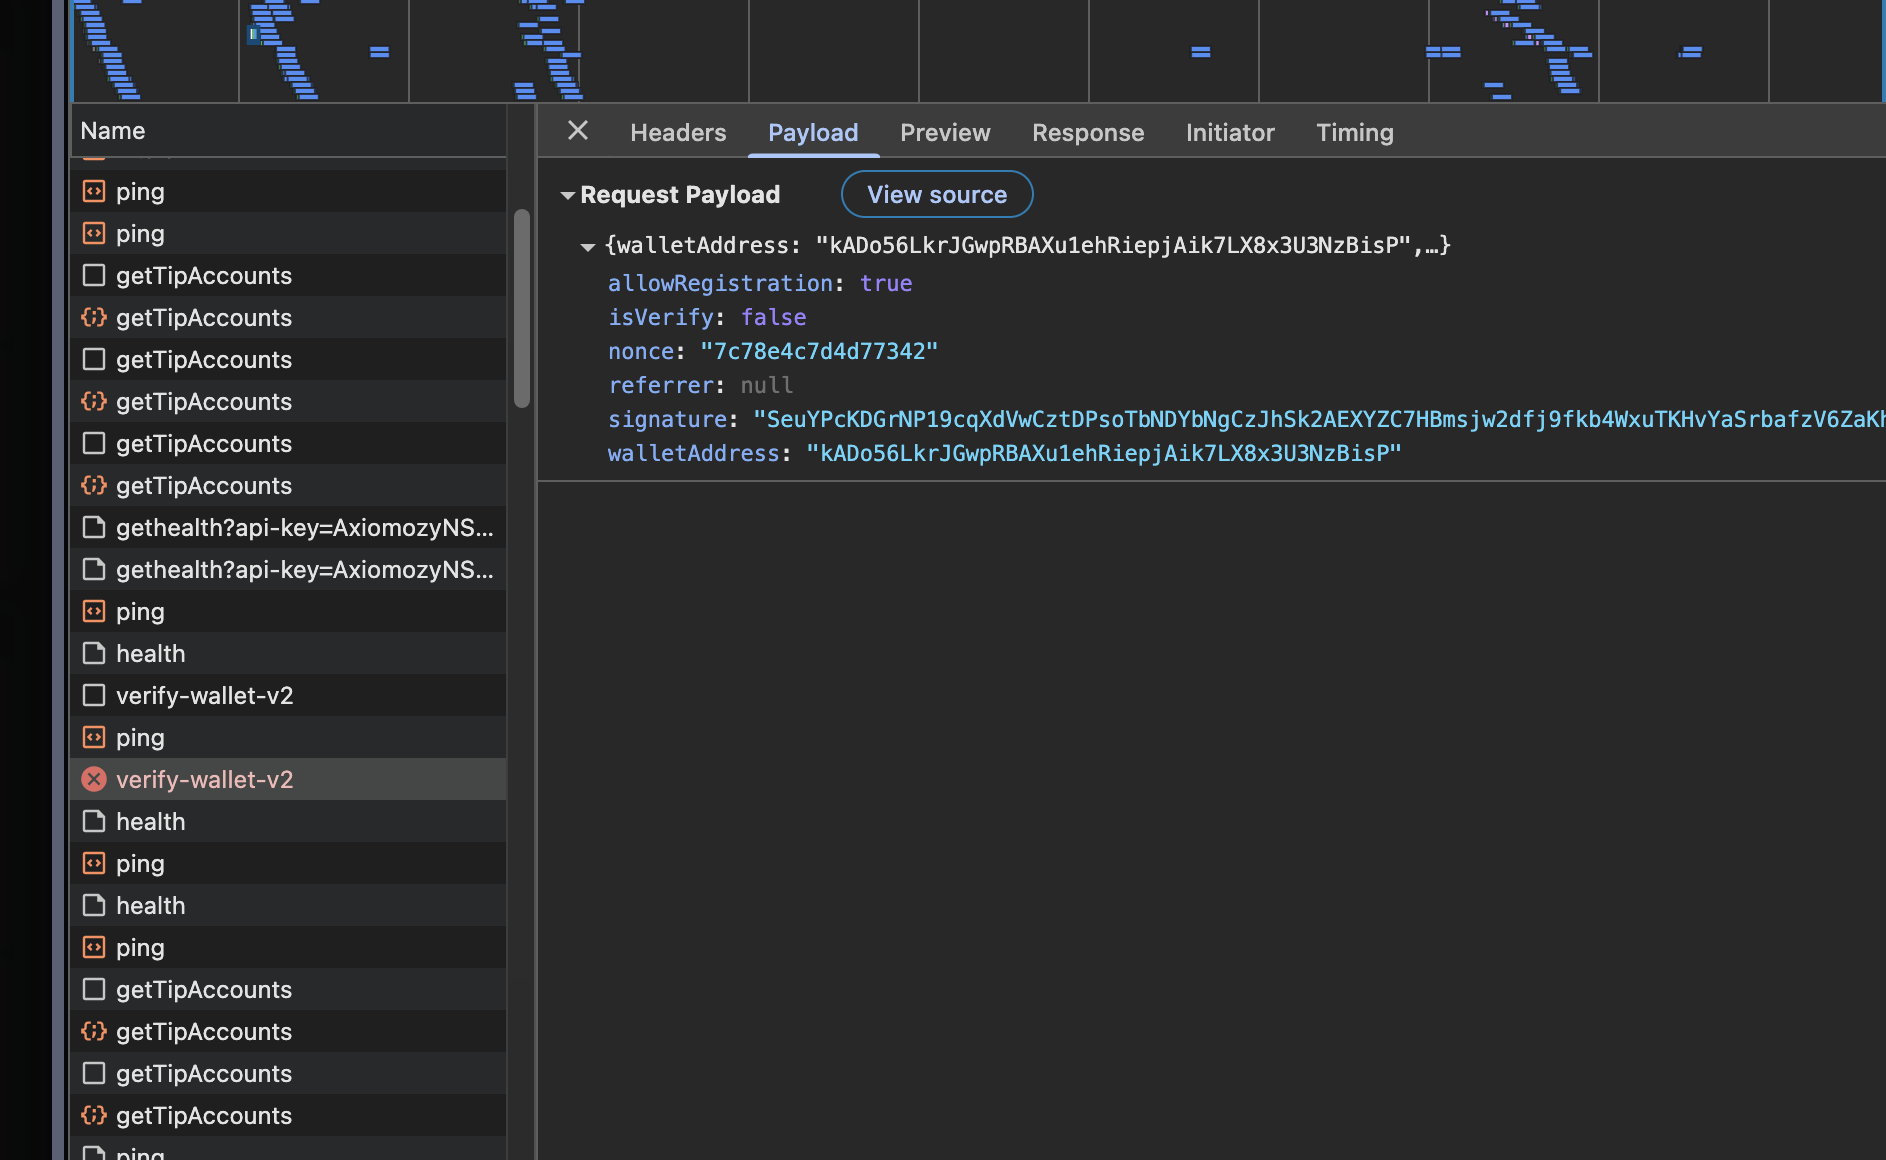 Name
ping
ping
getTipAccounts
getTipAccounts
getTipAccounts
getTipAccounts
getTipAccounts
getTipAccounts
gethealth?api-key=AxiomozyNS...
gethealth?api-key=AxiomozyNS...
ping
health
verify-wallet-v2
ping
verify-wallet-v2
health
ping
health
ping
getTipAccounts
getTipAccounts
getTipAccounts
getTipAccounts
ping
Headers Payload Preview Response Initiator Timing
Request Payload View source
{walletAddress: "kADo56LkrJGwpRBAXu1ehRiepjAik7LX8x3U3NzBisP",…}
allowRegistration: true
isVerify: false
nonce: "7c78e4c7d4d77342"
referrer: null
signature: "SeuYPcKDGrNP19cqXdVwCztDPsoTbNDYbNgCzJhSk2AEXYZC7HBmsjw2dfj9fkb4WxuTKHvYaSrbafzV6ZaKh
walletAddress: "kADo56LkrJGwpRBAXu1ehRiepjAik7LX8x3U3NzBisP"